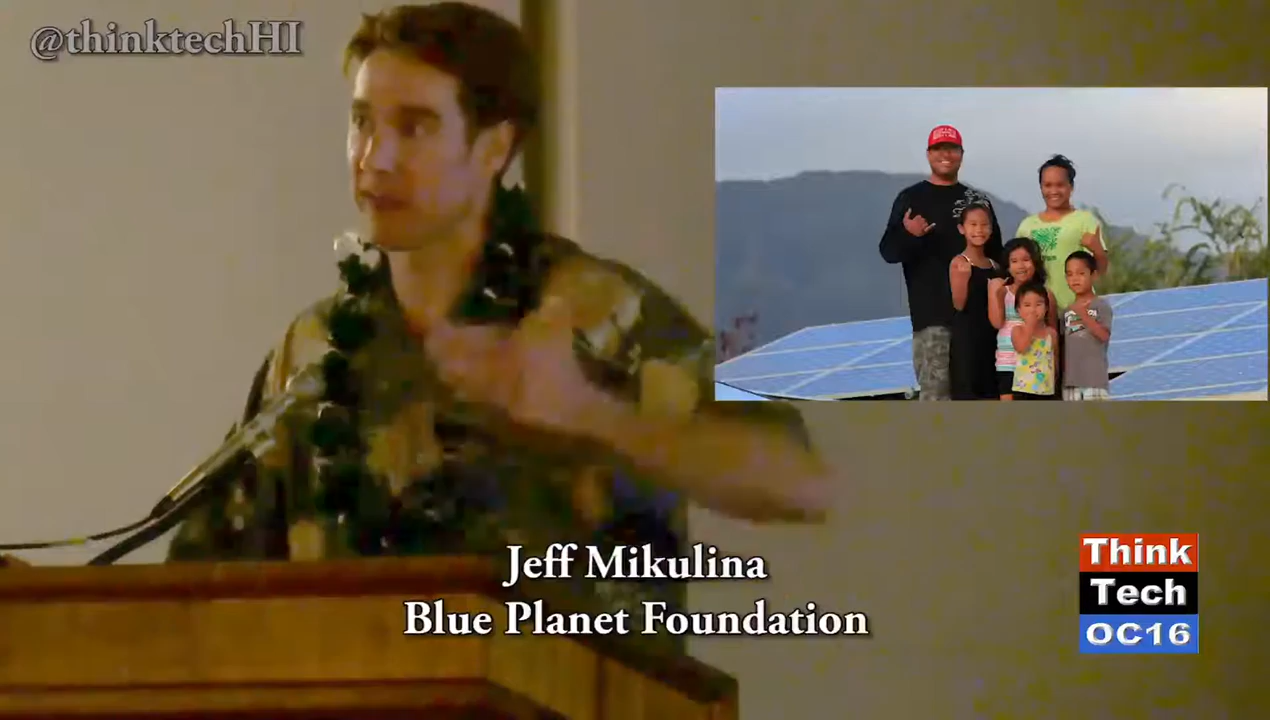 @thinktechHI
Jeff Mikulina
Blue Planet Foundation
Think
Tech
OC16